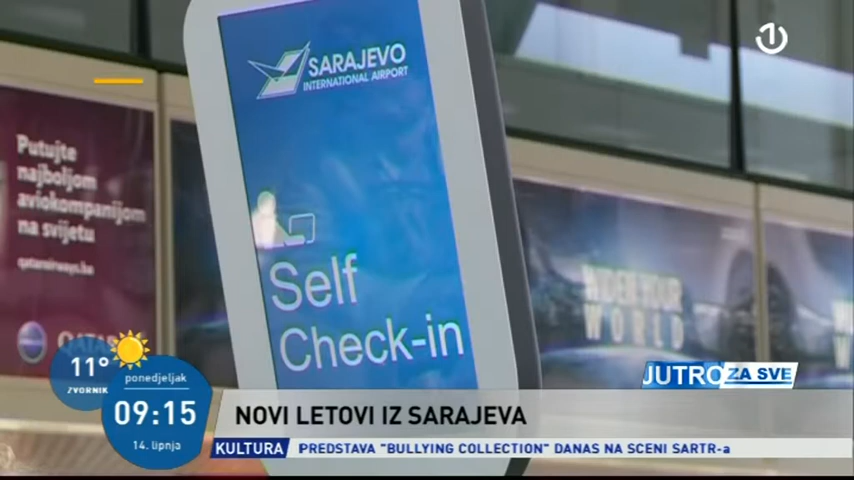 SARAJEVO
INTERNATIONAL AIRPORT
Putujte
najboljom
aviokompanijom
na svijetu
qatarairways.ba
QATAR
Self
Check-in
WIDEN YOUR
WORLD
11°
ZVORNIK
ponedjeljak
09:15
14. lipnja
JUTRO ZA SVE
NOVI LETOVI IZ SARAJEVA
KULTURA PREDSTAVA "BULLYING COLLECTION" DANAS NA SCENI SARTR-a